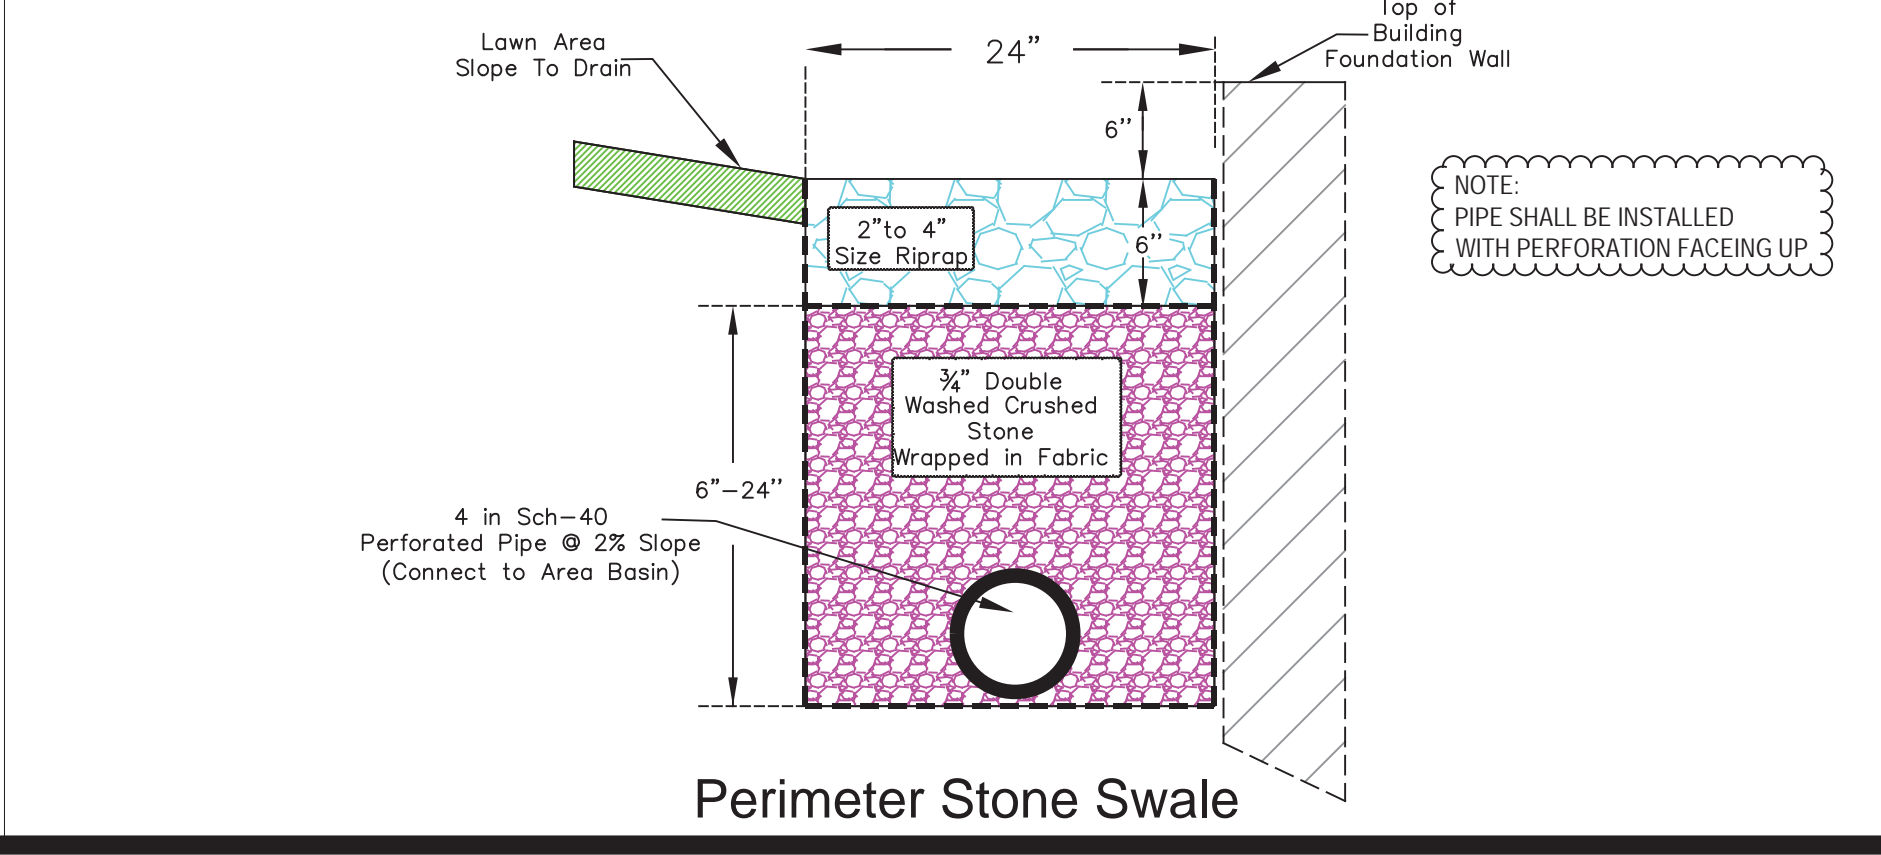 Top of
Building
Foundation Wall
Lawn Area
Slope To Drain
24”
6’’
NOTE:
PIPE SHALL BE INSTALLED
WITH PERFORATION FACEING UP
2”to 4”
Size Riprap
6’’
¾” Double
Washed Crushed
Stone
Wrapped in Fabric
6”–24’’
4 in Sch–40
Perforated Pipe @ 2% Slope
(Connect to Area Basin)
Perimeter Stone Swale